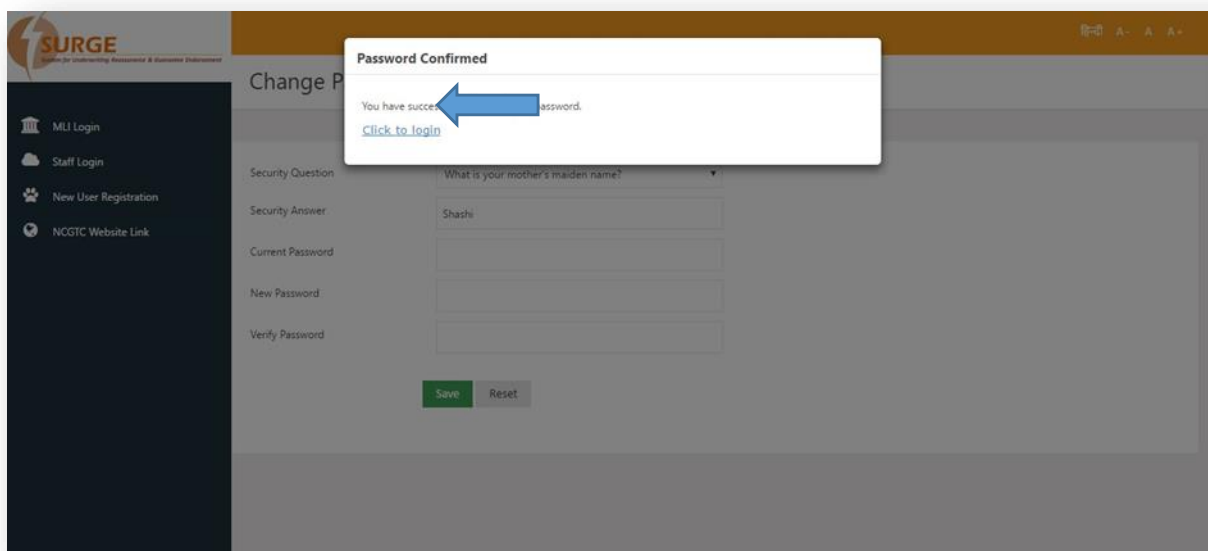 SURGE
हिन्दी A- A A+
Password Confirmed
Change P
You have succes assword.
Click to login
MLI Login
Staff Login
New User Registration
NCGTC Website Link
Security Question What is your mother's maiden name?
Security Answer Shashi
Current Password
New Password
Verify Password
Save Reset